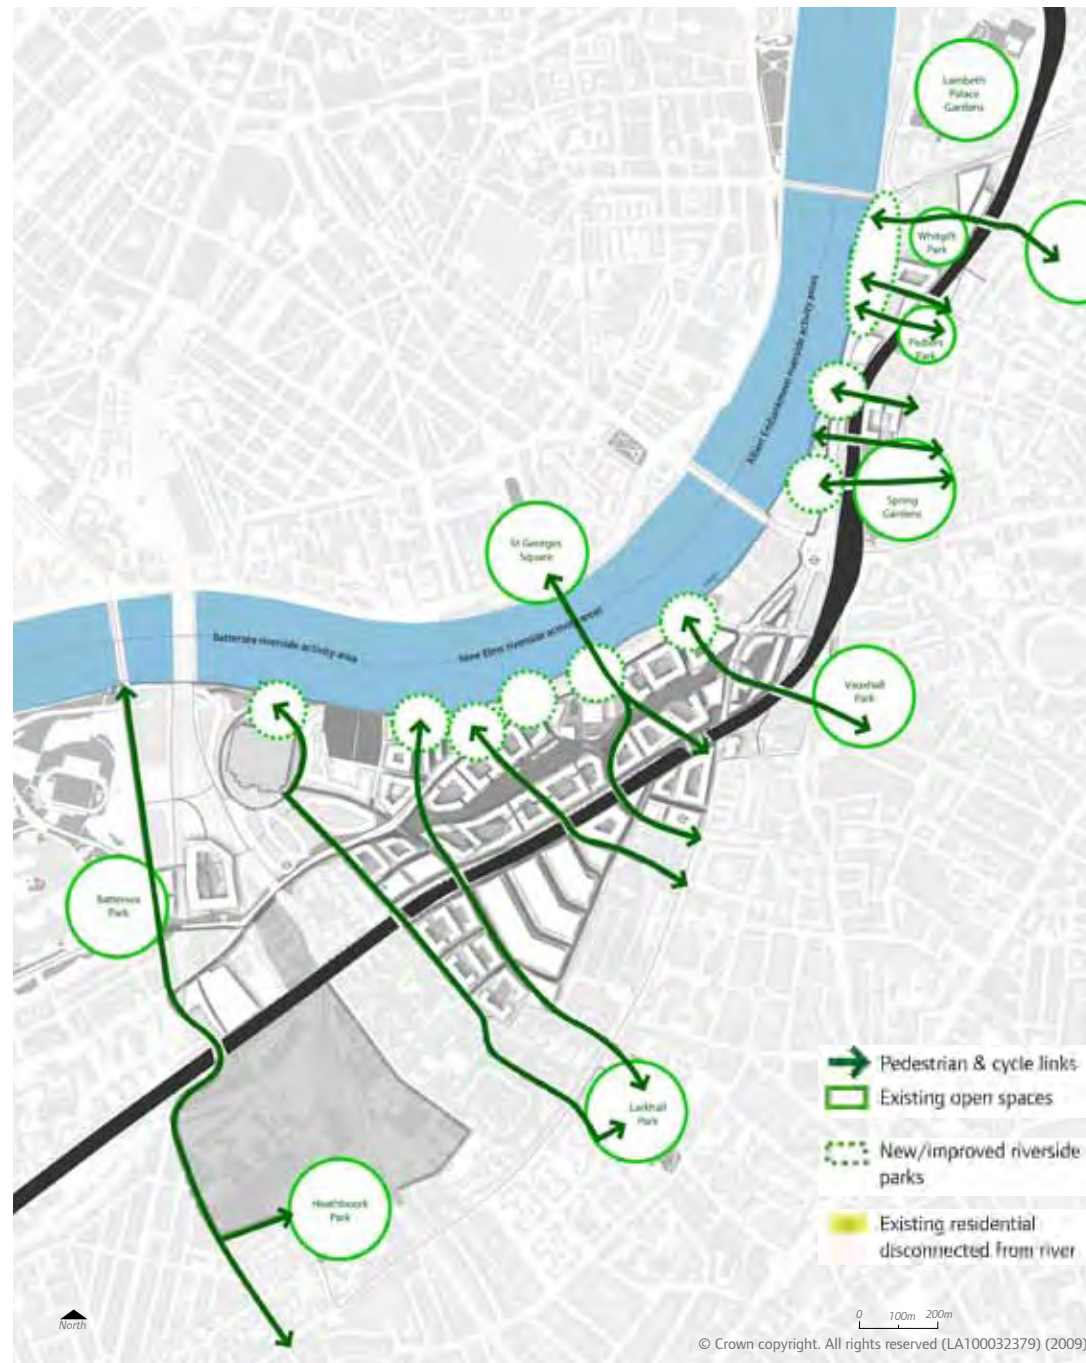 Lambeth
Palace
Gardens
Whitgift
Park
Pedlars
Park
Albert Embankment riverside activity areas
Spring
Gardens
St Georges
Square
Nine Elms riverside activity areas
Battersea riverside activity area
Vauxhall
Park
Battersea
Park
Larkhall
Park
Heathbrook
Park
Pedestrian & cycle links
Existing open spaces
New/improved riverside
parks
Existing residential
disconnected from river
North
0 100m 200m
© Crown copyright. All rights reserved (LA100032379) (2009)